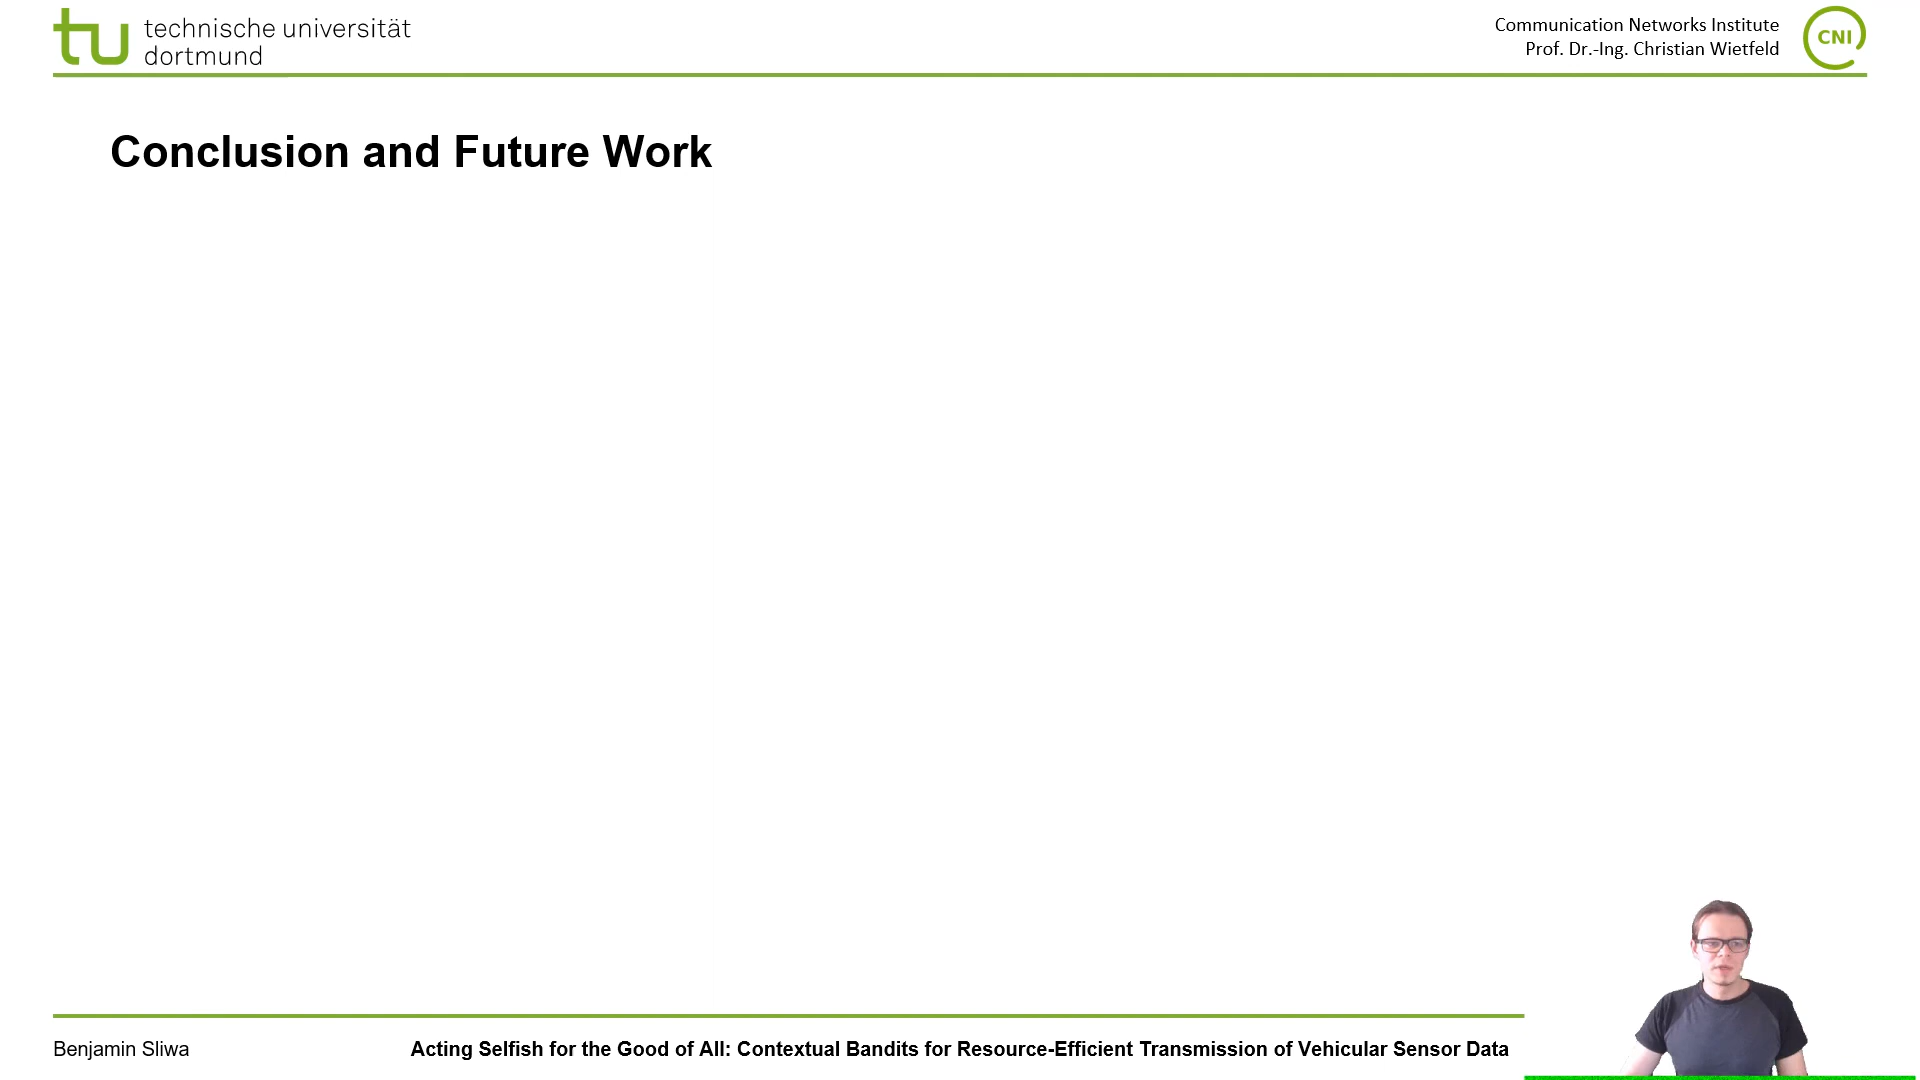 technische universität
dortmund
Communication Networks Institute
Prof. Dr.-Ing. Christian Wietfeld
CNI
Conclusion and Future Work
Benjamin Sliwa
Acting Selfish for the Good of All: Contextual Bandits for Resource-Efficient Transmission of Vehicular Sensor Data